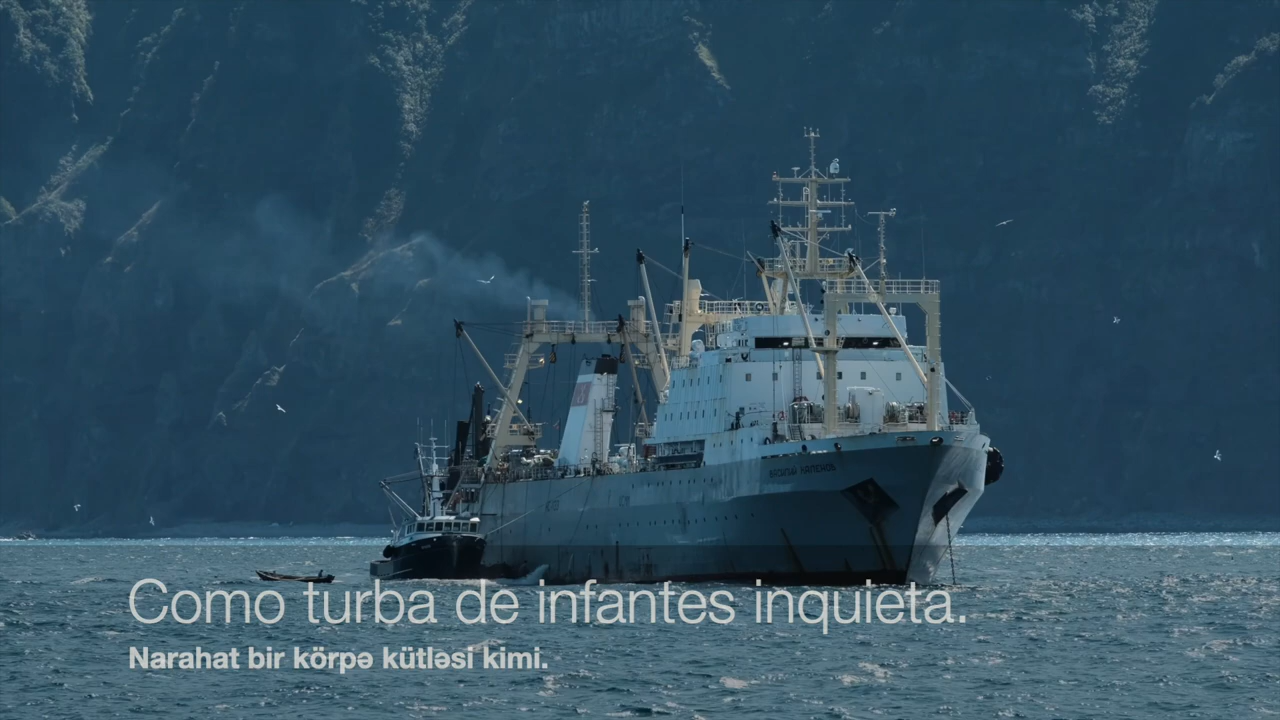 Como turba de infantes inquieta.
Narahat bir körpə kütləsi kimi.